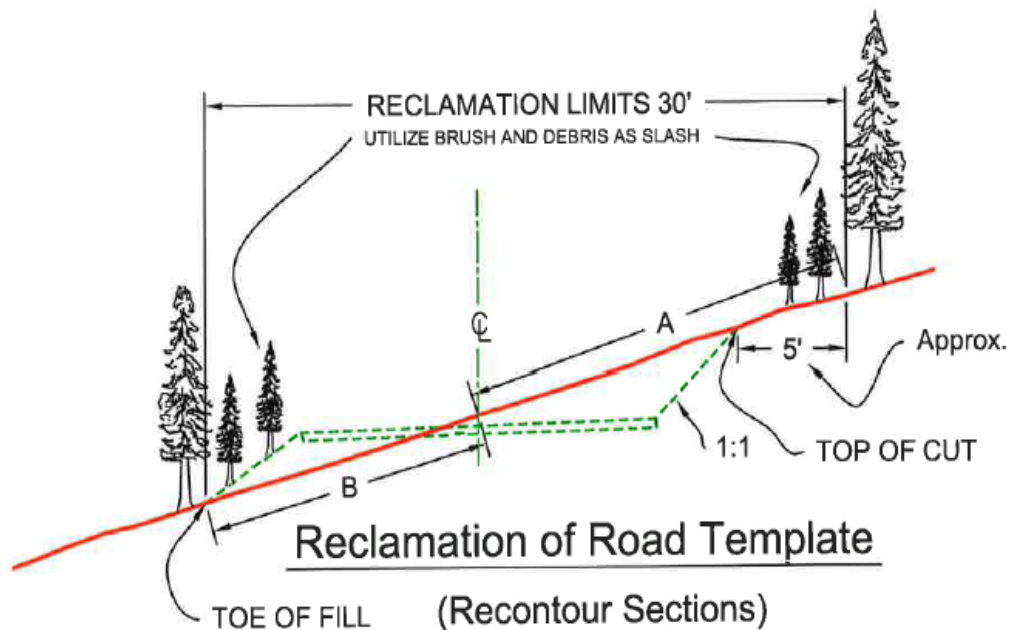 RECLAMATION LIMITS 30'
UTILIZE BRUSH AND DEBRIS AS SLASH
℄
A
5'
Approx.
1:1
TOP OF CUT
B
Reclamation of Road Template
TOE OF FILL
(Recontour Sections)